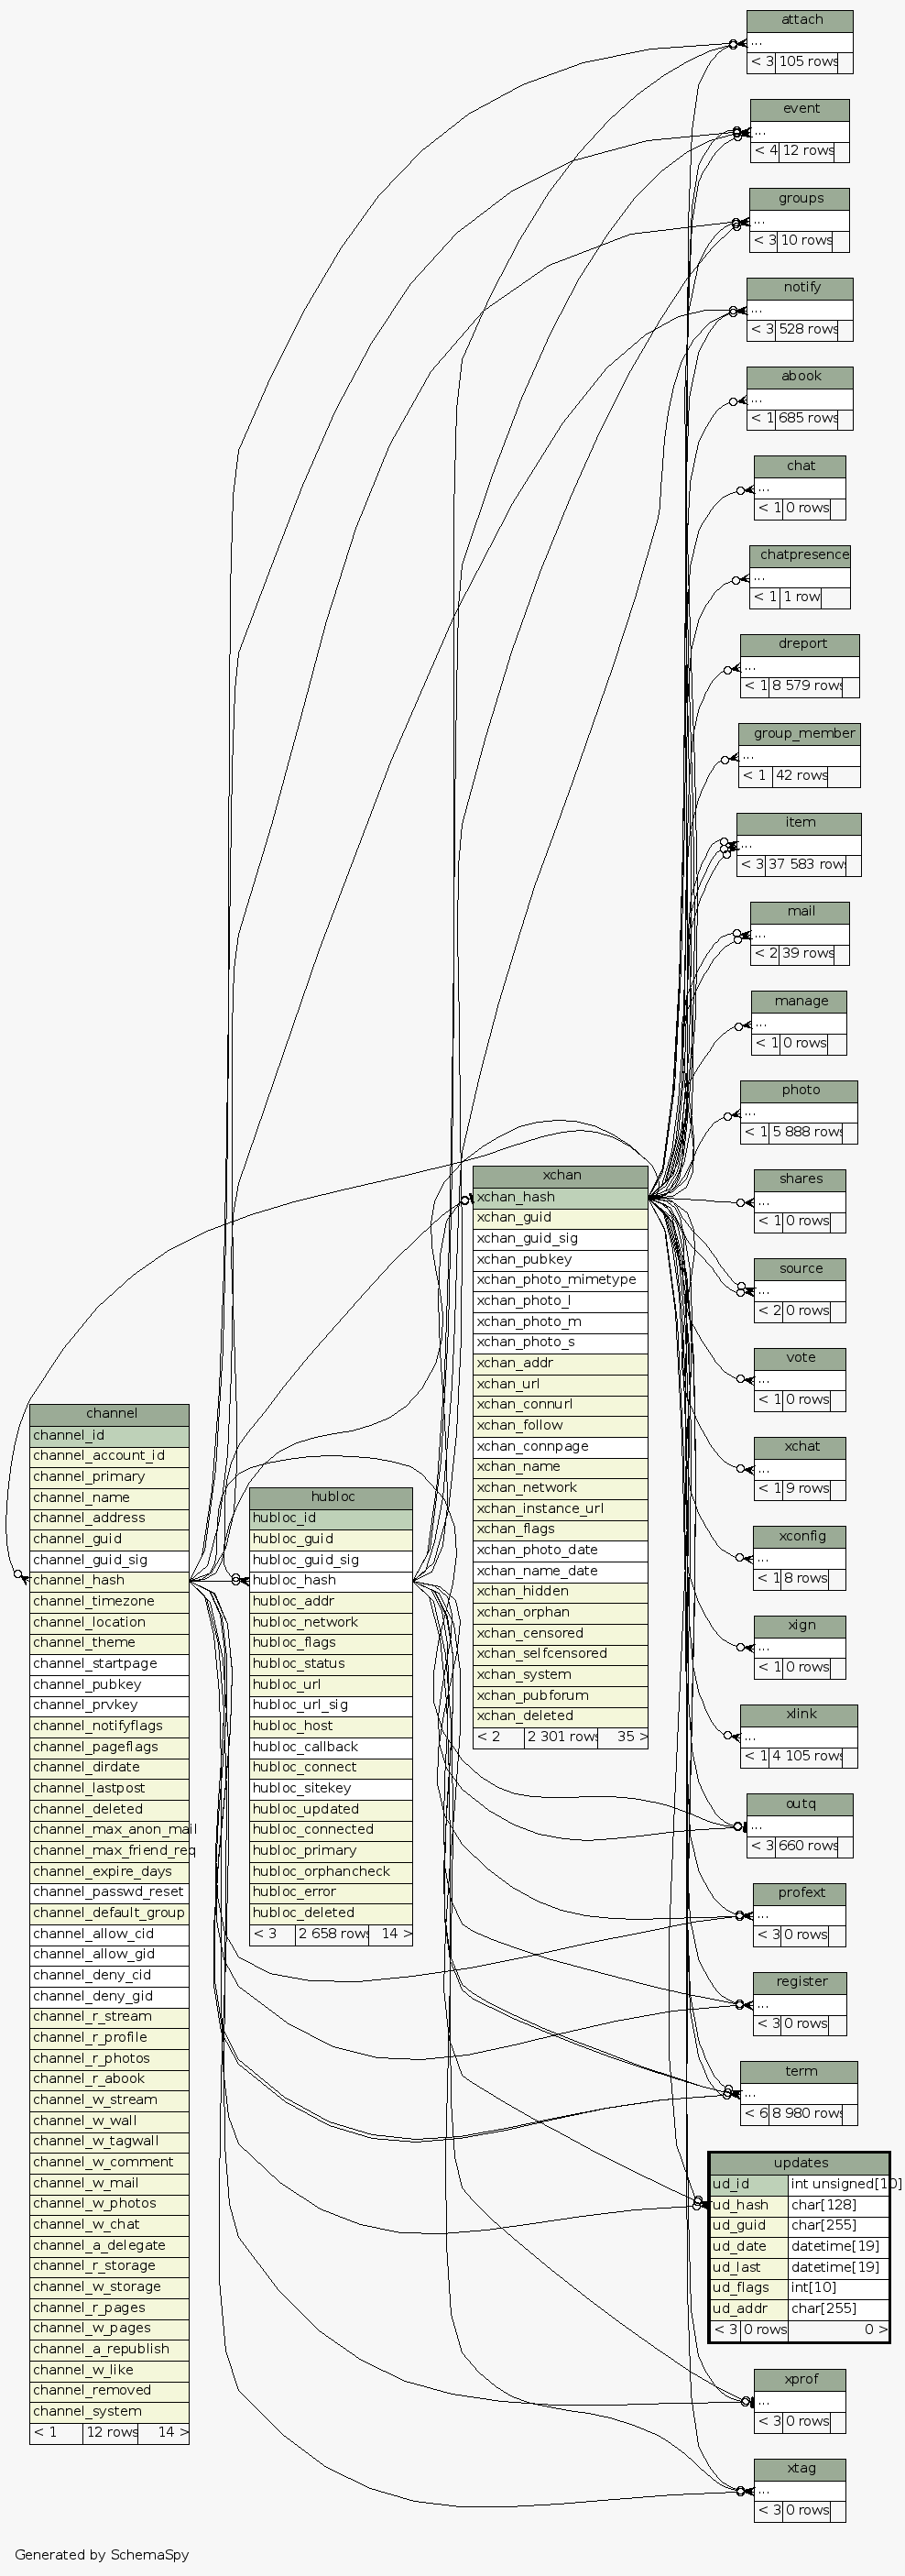 attach
...
< 3 105 rows
event
...
< 4 12 rows
groups
...
< 3 10 rows
notify
...
< 3 528 rows
abook
...
< 1 685 rows
chat
...
< 1 0 rows
chatpresence
...
< 1 1 row
dreport
...
< 1 8 579 rows
group_member
...
< 1 42 rows
item
...
< 3 37 583 rows
mail
...
< 2 39 rows
manage
...
< 1 0 rows
photo
...
< 1 5 888 rows
shares
...
< 1 0 rows
source
...
< 2 0 rows
vote
...
< 1 0 rows
xchat
...
< 1 9 rows
xconfig
...
< 1 8 rows
xign
...
< 1 0 rows
xlink
...
< 1 4 105 rows
outq
...
< 3 660 rows
profext
...
< 3 0 rows
register
...
< 3 0 rows
term
...
< 6 8 980 rows
updates
ud_id int unsigned[10]
ud_hash char[128]
ud_guid char[255]
ud_date datetime[19]
ud_last datetime[19]
ud_flags int[10]
ud_addr char[255]
< 3 0 rows 0 >
xprof
...
< 3 0 rows
xtag
...
< 3 0 rows
xchan
xchan_hash
xchan_guid
xchan_guid_sig
xchan_pubkey
xchan_photo_mimetype
xchan_photo_l
xchan_photo_m
xchan_photo_s
xchan_addr
xchan_url
xchan_connurl
xchan_follow
xchan_connpage
xchan_name
xchan_network
xchan_instance_url
xchan_flags
xchan_photo_date
xchan_name_date
xchan_hidden
xchan_orphan
xchan_censored
xchan_selfcensored
xchan_system
xchan_pubforum
xchan_deleted
< 2 2 301 rows 35 >
channel
channel_id
channel_account_id
channel_primary
channel_name
channel_address
channel_guid
channel_guid_sig
channel_hash
channel_timezone
channel_location
channel_theme
channel_startpage
channel_pubkey
channel_prvkey
channel_notifyflags
channel_pageflags
channel_dirdate
channel_lastpost
channel_deleted
channel_max_anon_mail
channel_max_friend_req
channel_expire_days
channel_passwd_reset
channel_default_group
channel_allow_cid
channel_allow_gid
channel_deny_cid
channel_deny_gid
channel_r_stream
channel_r_profile
channel_r_photos
channel_r_abook
channel_w_stream
channel_w_wall
channel_w_tagwall
channel_w_comment
channel_w_mail
channel_w_photos
channel_w_chat
channel_a_delegate
channel_r_storage
channel_w_storage
channel_r_pages
channel_w_pages
channel_a_republish
channel_w_like
channel_removed
channel_system
< 1 12 rows 14 >
hubloc
hubloc_id
hubloc_guid
hubloc_guid_sig
hubloc_hash
hubloc_addr
hubloc_network
hubloc_flags
hubloc_status
hubloc_url
hubloc_url_sig
hubloc_host
hubloc_callback
hubloc_connect
hubloc_sitekey
hubloc_updated
hubloc_connected
hubloc_primary
hubloc_orphancheck
hubloc_error
hubloc_deleted
< 3 2 658 rows 14 >
Generated by SchemaSpy